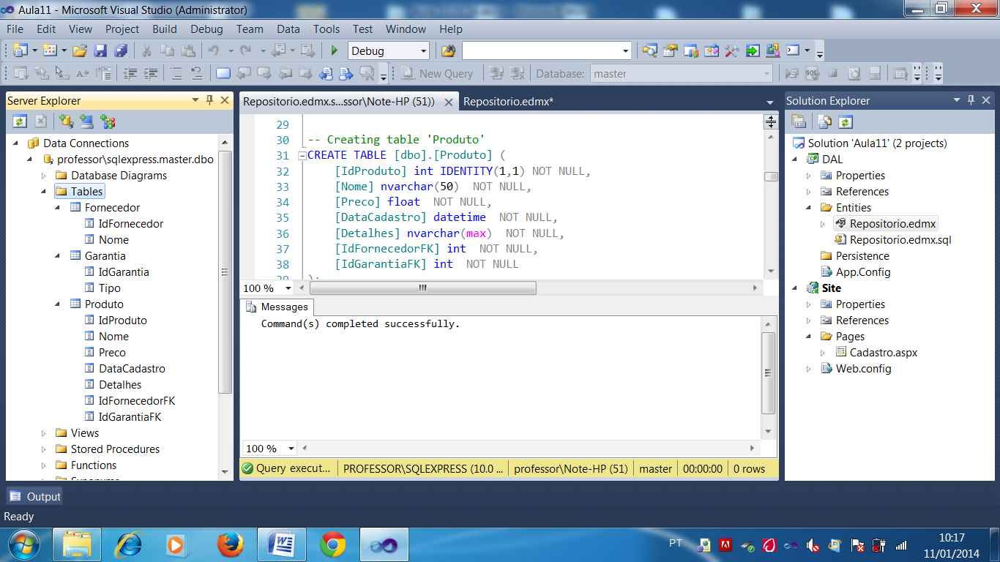 Aula11 - Microsoft Visual Studio (Administrator)
File Edit View Project Build Debug Team Data Tools Test Window Help
Debug
New Query Database: master
Server Explorer
Data Connections
professor\sqlexpress.master.dbo
Database Diagrams
Tables
Fornecedor
IdFornecedor
Nome
Garantia
IdGarantia
Tipo
Produto
IdProduto
Nome
Preco
DataCadastro
Detalhes
IdFornecedorFK
IdGarantiaFK
Views
Stored Procedures
Functions
Synonyms
Repositorio.edmx.s...ssor\Note-HP (51)) Repositorio.edmx*
29
30 -- Creating table 'Produto'
31 CREATE TABLE [dbo].[Produto] (
32 [IdProduto] int IDENTITY(1,1) NOT NULL,
33 [Nome] nvarchar(50) NOT NULL,
34 [Preco] float NOT NULL,
35 [DataCadastro] datetime NOT NULL,
36 [Detalhes] nvarchar(max) NOT NULL,
37 [IdFornecedorFK] int NOT NULL,
38 [IdGarantiaFK] int NOT NULL
39 );
100 %
Messages
Command(s) completed successfully.
100 %
Query execut... PROFESSOR\SQLEXPRESS (10.0 ... professor\Note-HP (51) master 00:00:00 0 rows
Solution Explorer
Solution 'Aula11' (2 projects)
DAL
Properties
References
Entities
Repositorio.edmx
Repositorio.edmx.sql
Persistence
App.Config
Site
Properties
References
Pages
Cadastro.aspx
Web.config
Output
Ready
PT
10:17
11/01/2014